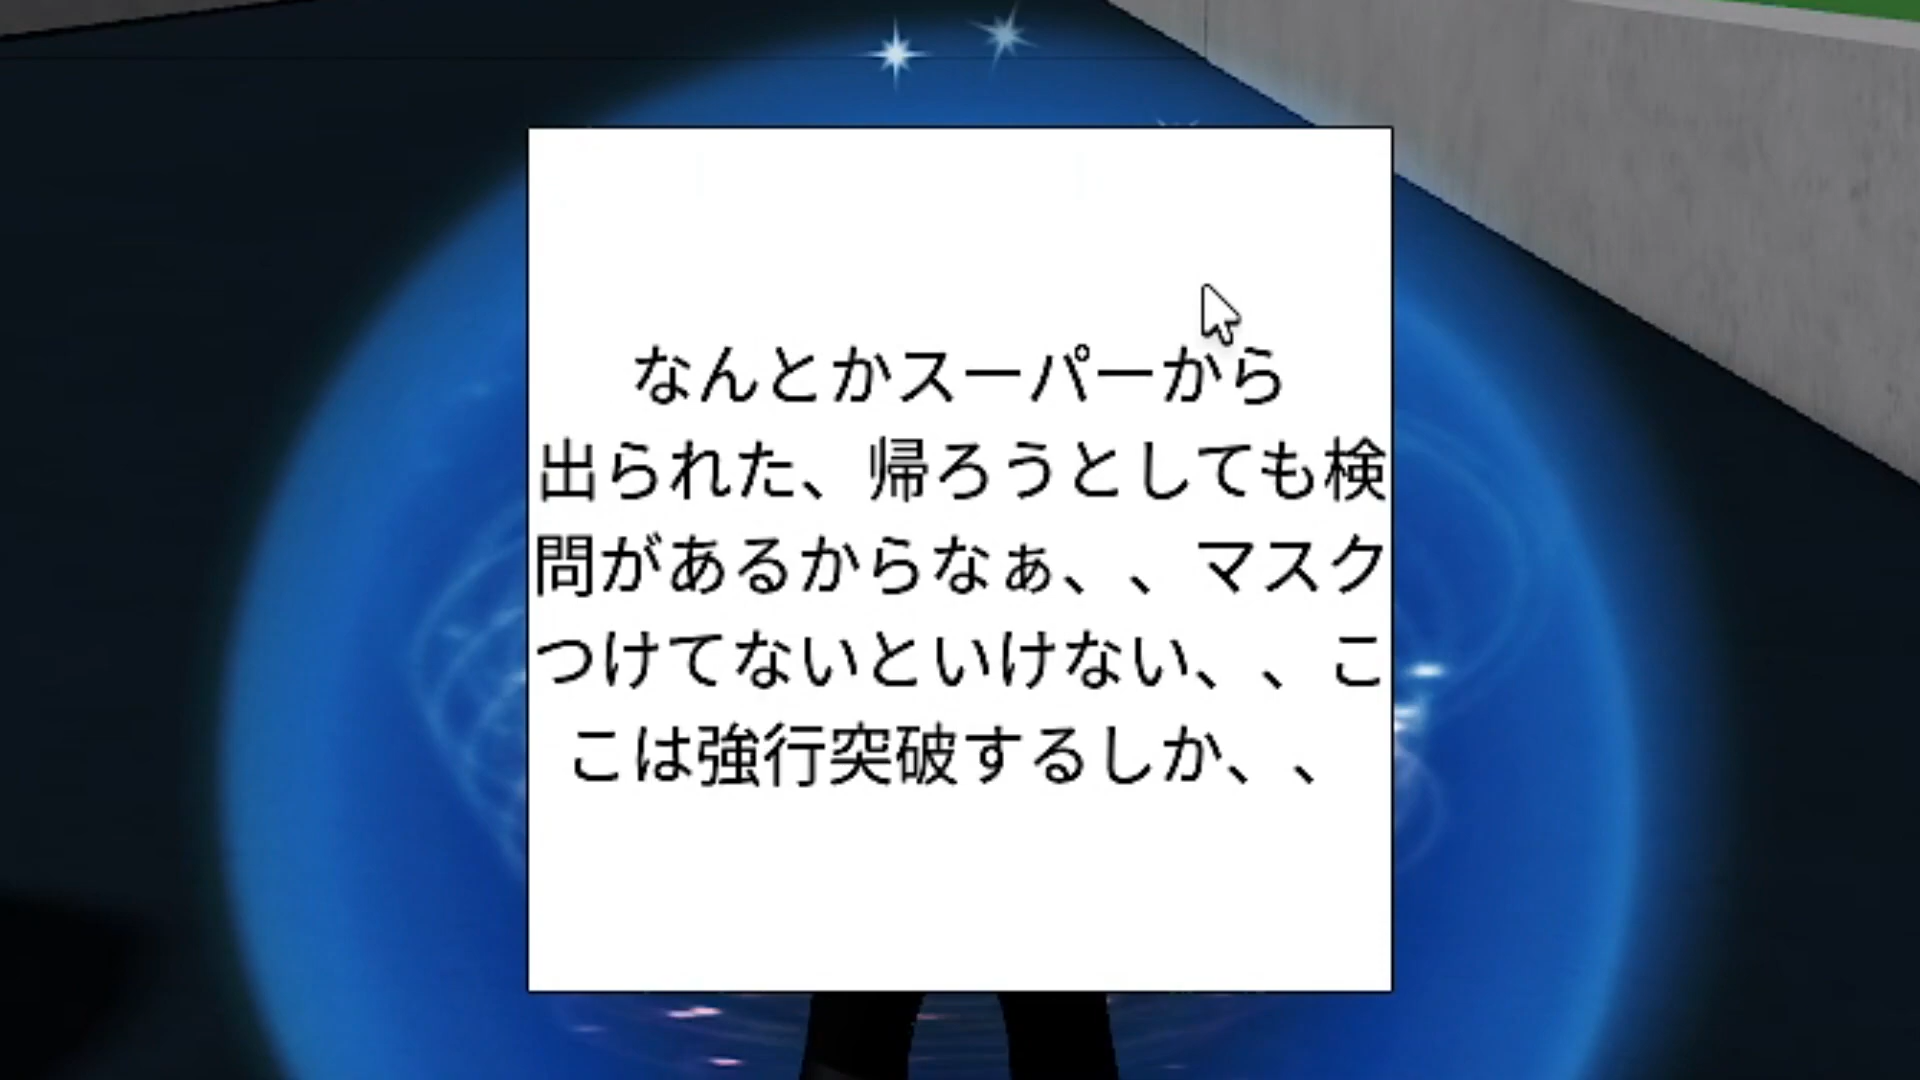 なんとかスーパーから
出られた、帰ろうとしても検
問があるからなぁ、、マスク
つけてないといけない、、こ
こは強行突破するしか、、